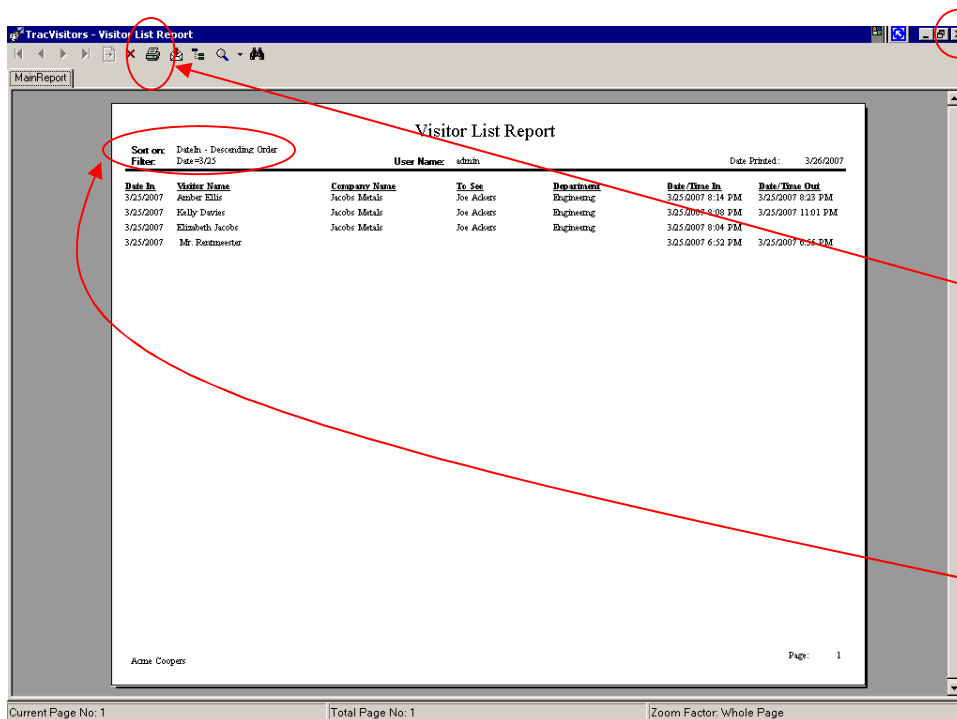 TracVisitors - Visitor List Report
MainReport
Visitor List Report
Sort on: DateIn - Descending Order
Filter: Date=3/25 User Name: admin Date Printed: 3/26/2007
Date In Visitor Name Company Name To See Department Date/Time In Date/Time Out
3/25/2007 Amber Ellis Jacobs Metals Joe Ackers Engineerng 3/25/2007 8:14 PM 3/25/2007 8:23 PM
3/25/2007 Kelly Davies Jacobs Metals Joe Ackers Engineerng 3/25/2007 8:08 PM 3/25/2007 11:01 PM
3/25/2007 Elizabeth Jacobs Jacobs Metals Joe Ackers Engineerng 3/25/2007 8:04 PM
3/25/2007 Mr. Rentmeester 3/25/2007 6:52 PM 3/25/2007 6:55 PM
Acme Coopers Page: 1
Current Page No: 1 Total Page No: 1 Zoom Factor: Whole Page